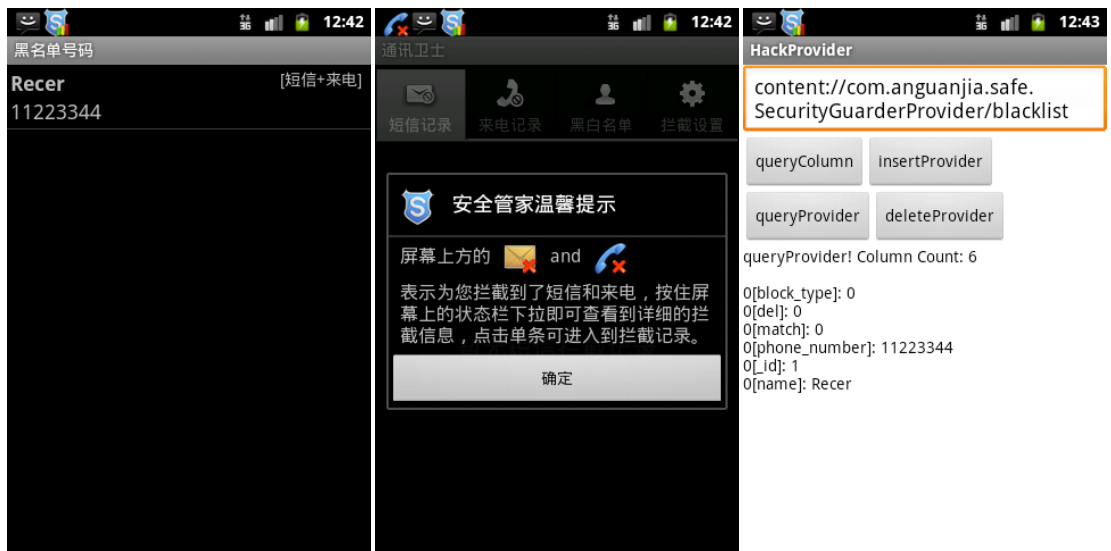 12:42
黑名单号码
Recer
[短信+来电]
11223344
12:42
通讯卫士
短信记录
来电记录
黑白名单
拦截设置
安全管家温馨提示
屏幕上方的 and
表示为您拦截到了短信和来电，按住屏
幕上的状态栏下拉即可查看到详细的拦
截信息，点击单条可进入到拦截记录。
确定
3G 12:43
HackProvider
content://com.anguanjia.safe.
SecurityGuarderProvider/blacklist
queryColumn
insertProvider
queryProvider
deleteProvider
queryProvider! Column Count: 6
0[block_type]: 0
0[del]: 0
0[match]: 0
0[phone_number]: 11223344
0[_id]: 1
0[name]: Recer